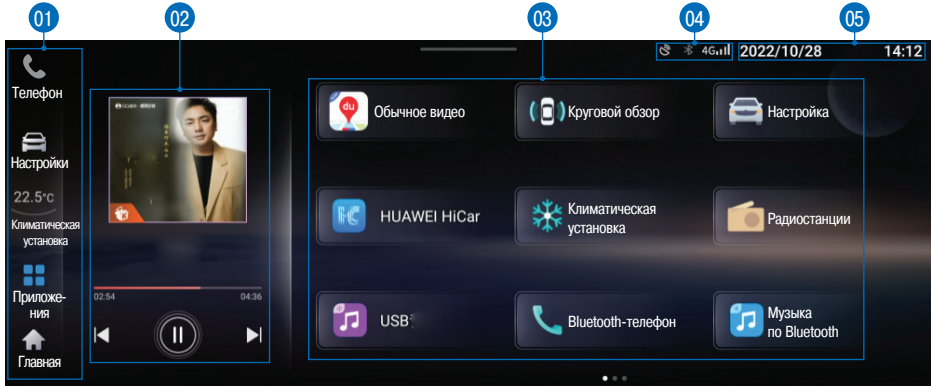 01
02
03
04
05
4G
2022/10/28
14:12
Телефон
Настройки
22.5°C
Климатическая
установка
Приложе-
ния
Главная
02:54
04:36
du
Обычное видео
Круговой обзор
Настройка
HC
HUAWEI HiCar
Климатическая
установка
Радиостанции
USB
Bluetooth-телефон
Музыка
по Bluetooth